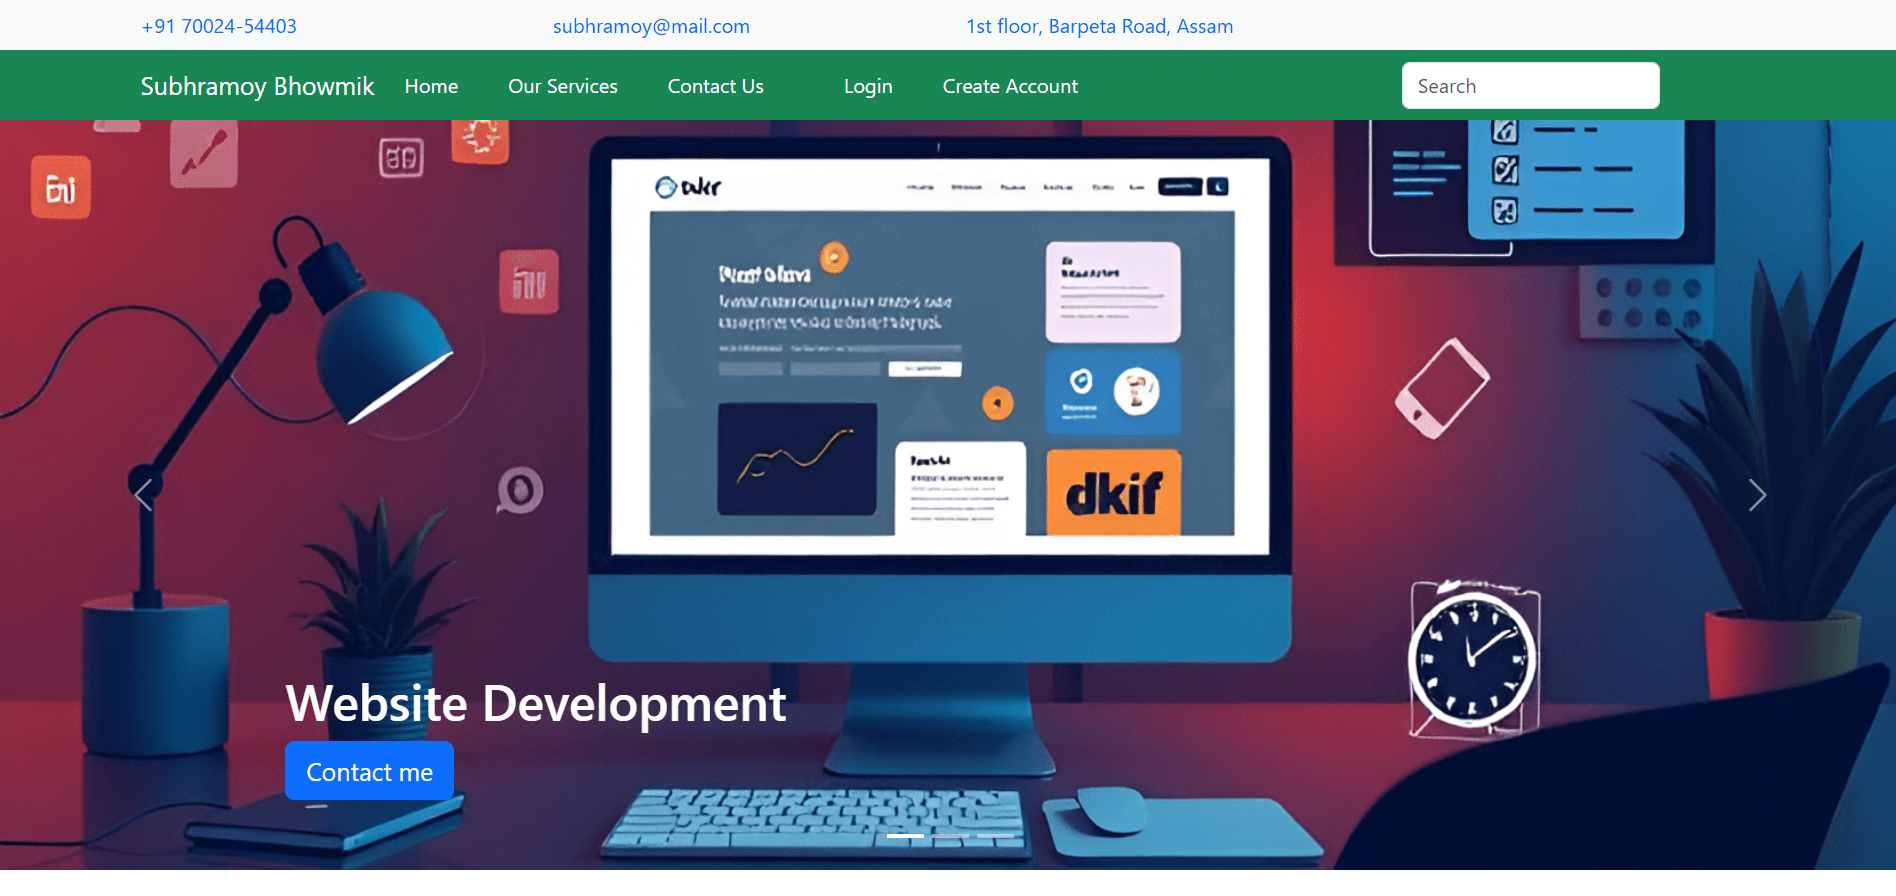 +91 70024-54403
subhramoy@mail.com
1st floor, Barpeta Road, Assam
Subhramoy Bhowmik
Home
Our Services
Contact Us
Login
Create Account
Search
dkif
Website Development
Contact me